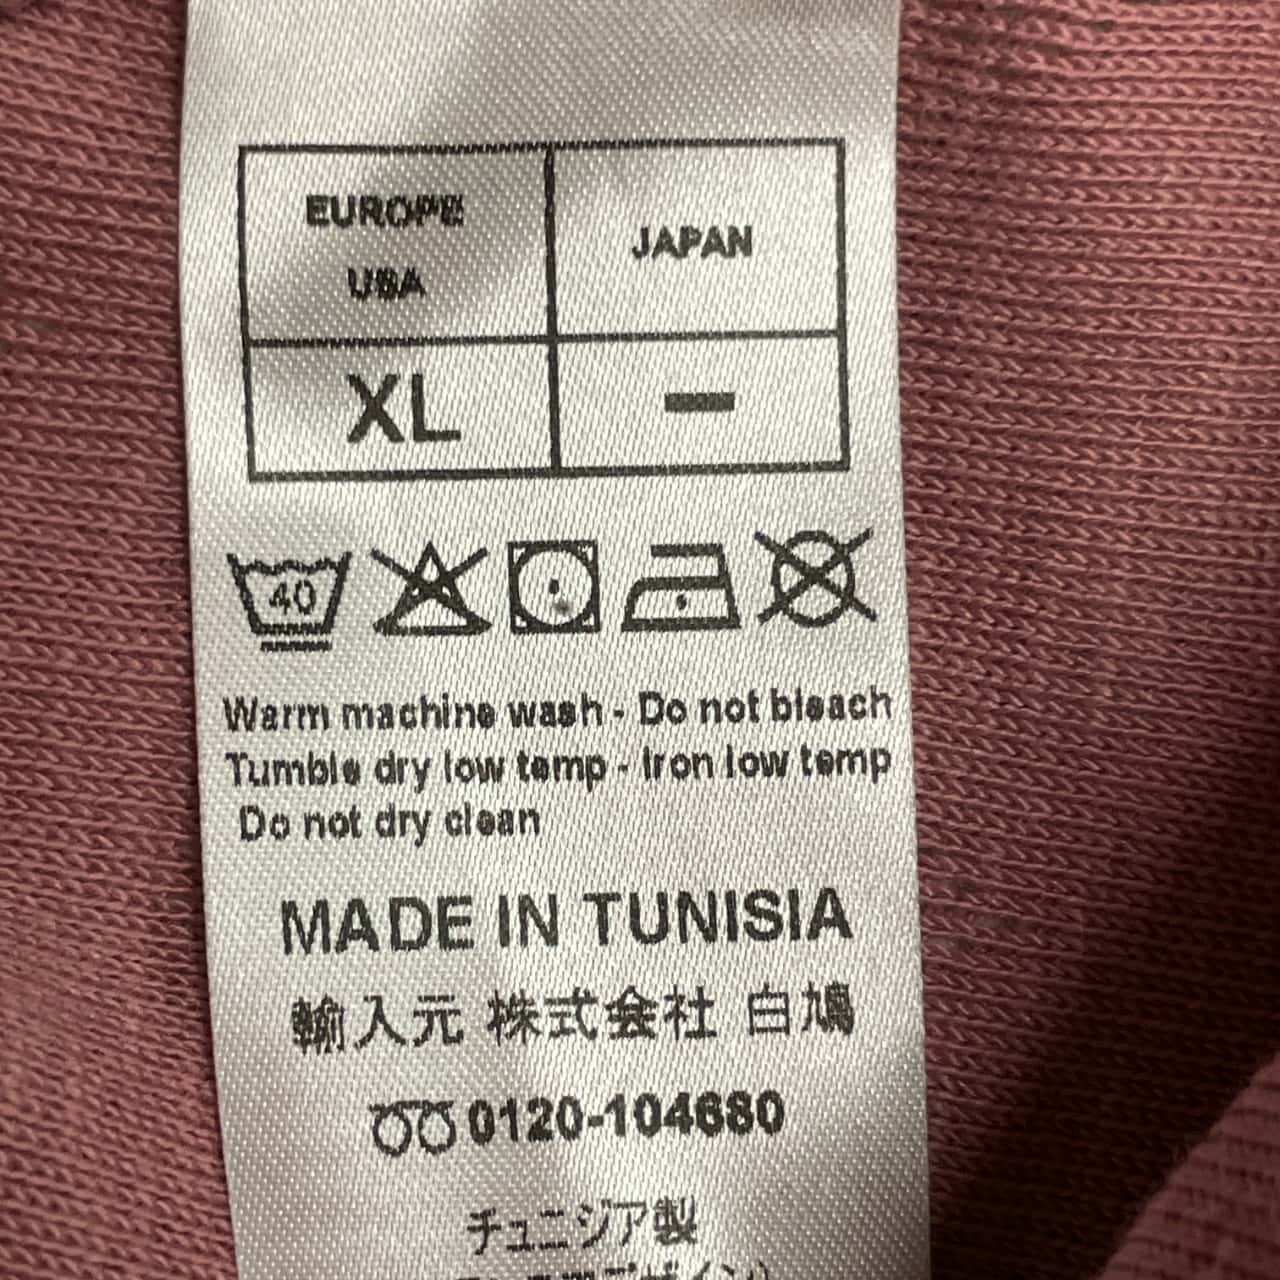 EUROPE
USA
JAPAN
XL
-
40
Warm machine wash - Do not bleach
Tumble dry low temp - Iron low temp
Do not dry clean
MADE IN TUNISIA
輸入元 株式会社 白鳩
0120-104680
チュニジア製